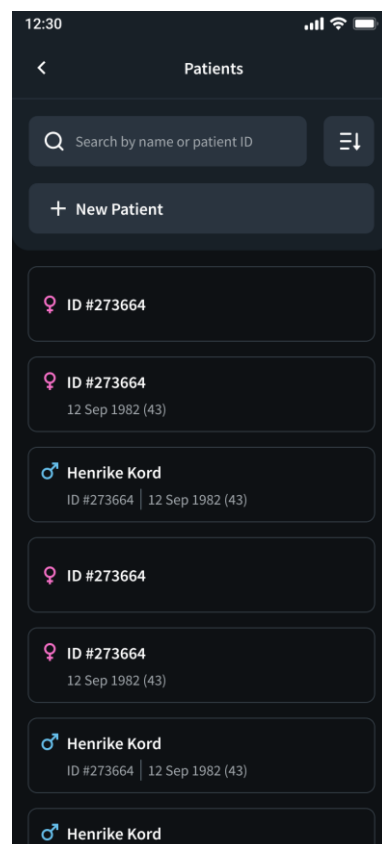 12:30
Patients
Search by name or patient ID
New Patient
ID #273664
ID #273664
12 Sep 1982 (43)
Henrike Kord
ID #273664 | 12 Sep 1982 (43)
ID #273664
ID #273664
12 Sep 1982 (43)
Henrike Kord
ID #273664 | 12 Sep 1982 (43)
Henrike Kord